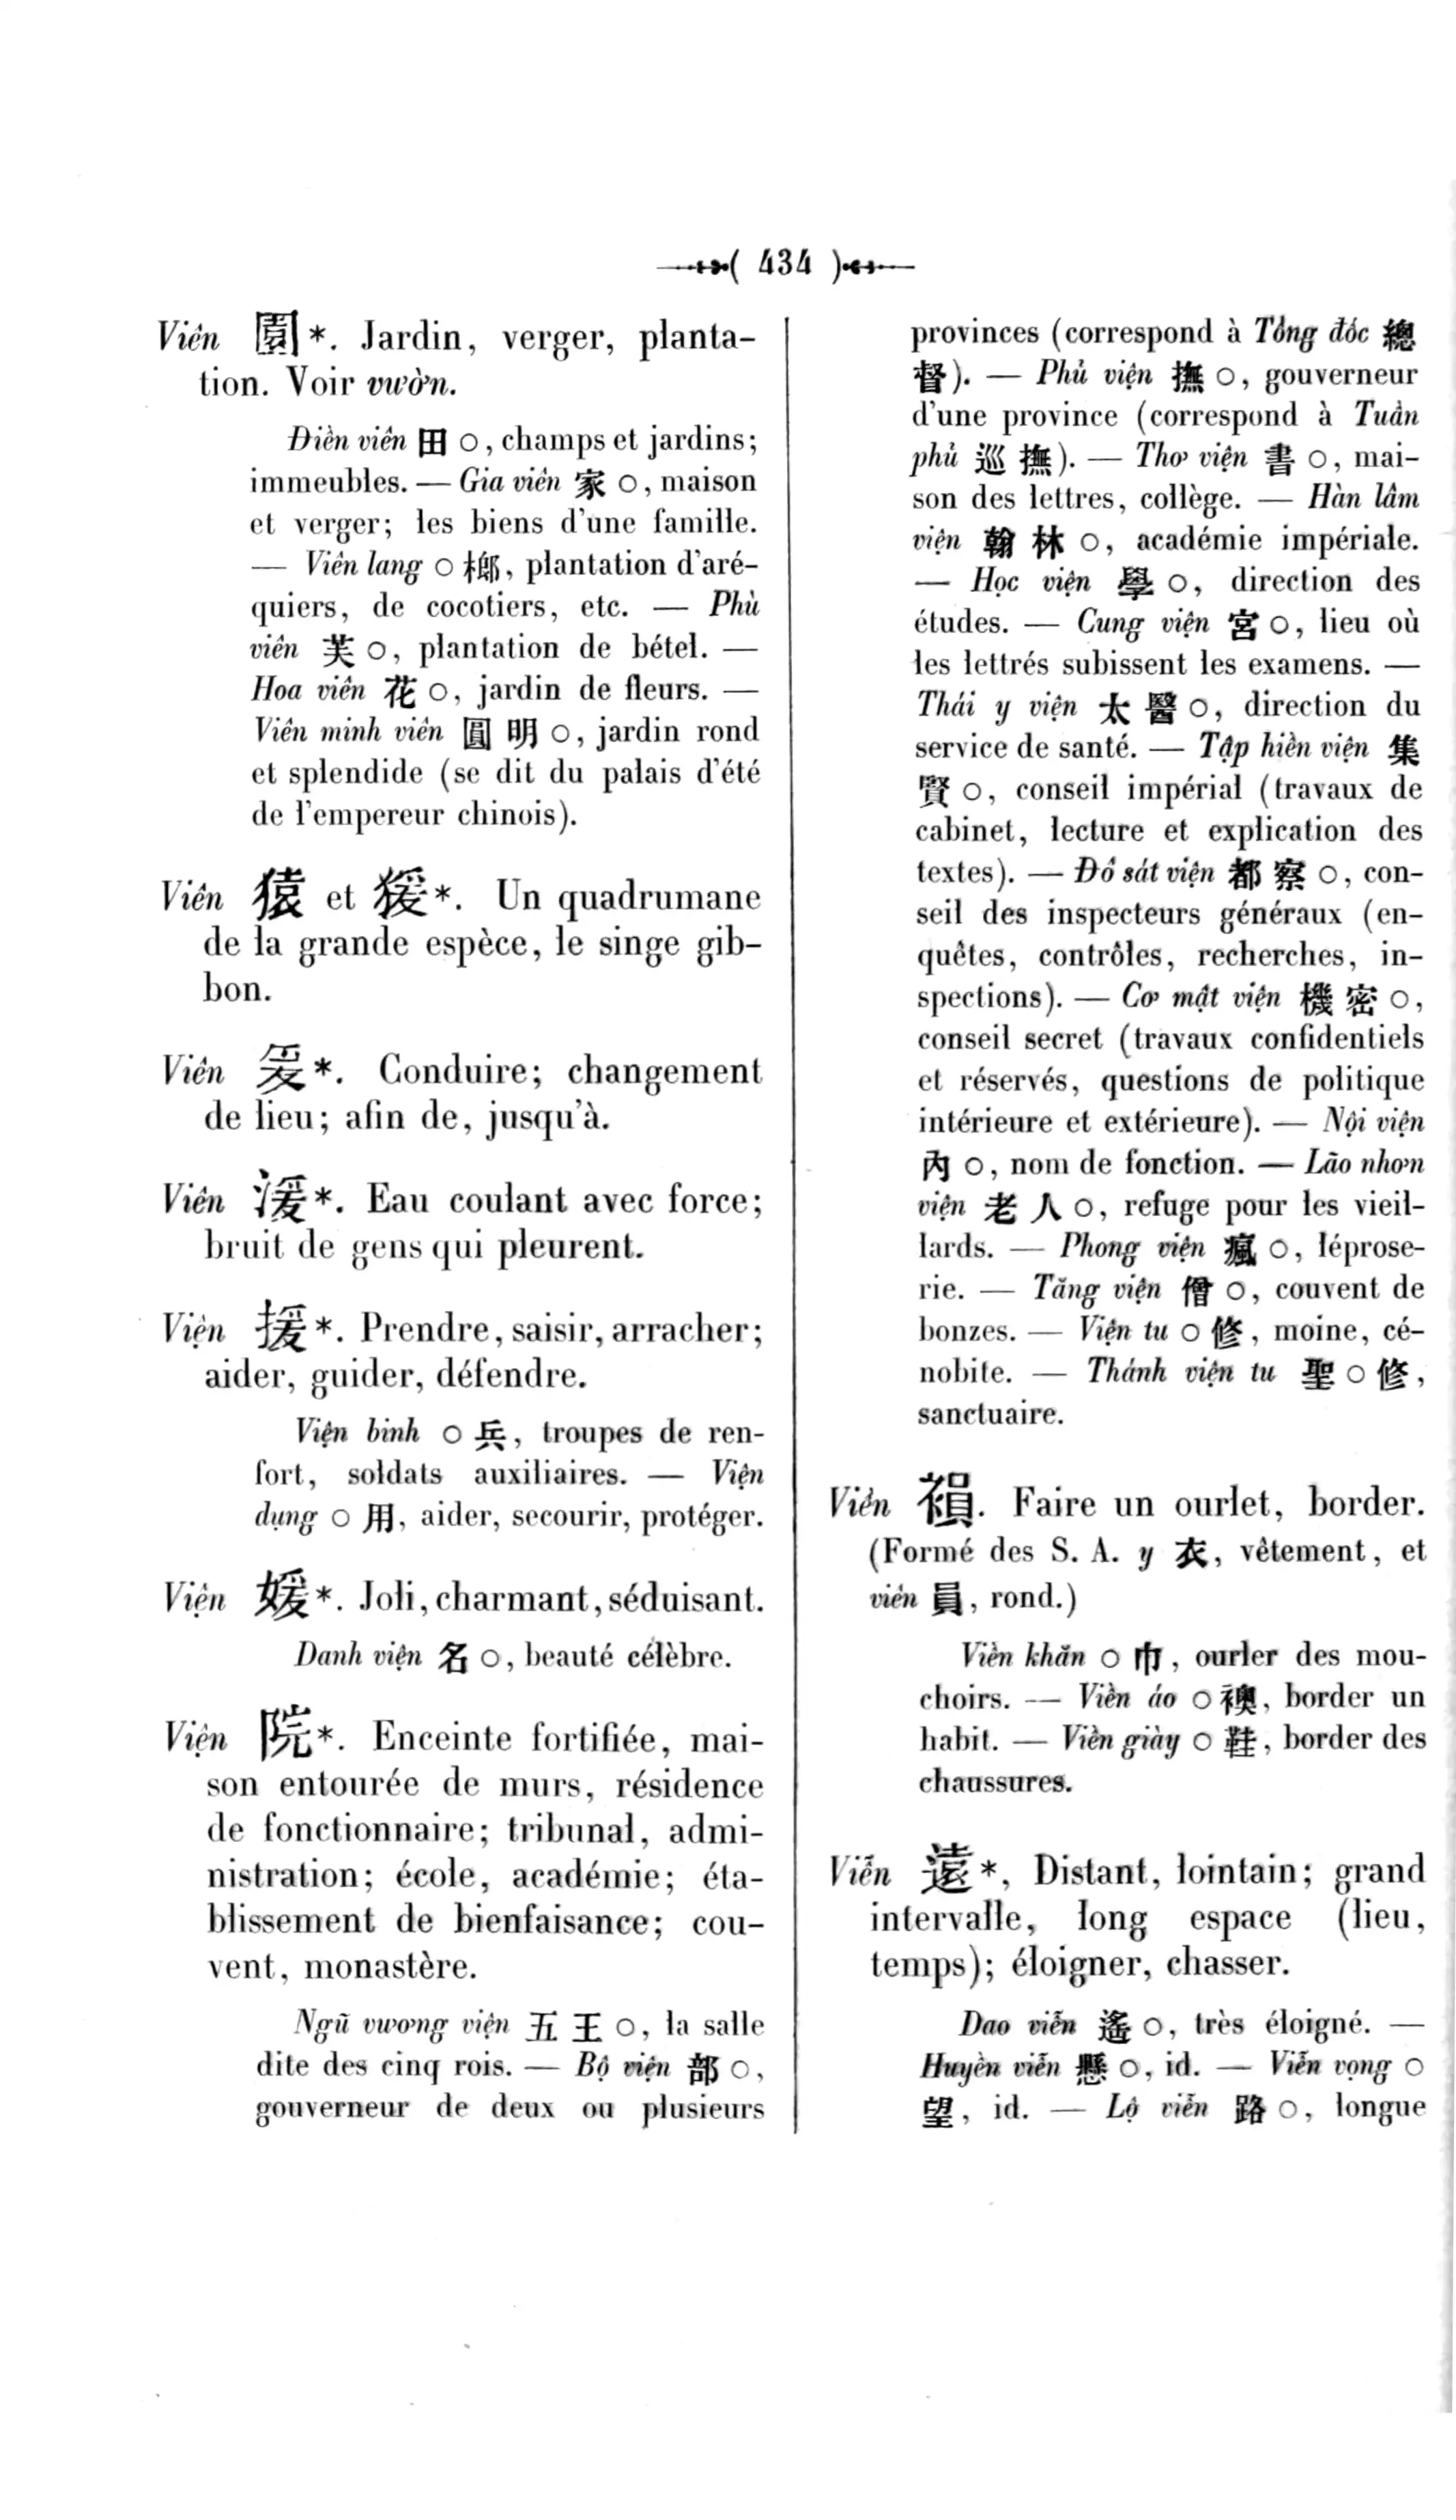 ( 434 )
Viên 園 *. Jardin, verger, planta-
tion. Voir vườn.
Điền viên 田 ○, champs et jardins;
immeubles. — Gia viên 家 ○, maison
et verger; les biens d'une famille.
— Viên lang ○ 榔, plantation d'aré-
quiers, de cocotiers, etc. — Phù
viên 芙 ○, plantation de bétel. —
Hoa viên 花 ○, jardin de fleurs. —
Viên minh viên 圓 明 ○, jardin rond
et splendide (se dit du palais d'été
de l'empereur chinois).
Viên 猿 et 猨 *. Un quadrumane
de la grande espèce, le singe gib-
bon.
Viên 爰 *. Conduire; changement
de lieu; afin de, jusqu'à.
Viên 湲 *. Eau coulant avec force;
bruit de gens qui pleurent.
Viện 援 *. Prendre, saisir, arracher;
aider, guider, défendre.
Viện binh ○ 兵, troupes de ren-
fort, soldats auxiliaires. — Viện
dụng ○ 用, aider, secourir, protéger.
Viện 媛 *. Joli, charmant, séduisant.
Danh viện 名 ○, beauté célèbre.
Viện 院 *. Enceinte fortifiée, mai-
son entourée de murs, résidence
de fonctionnaire; tribunal, admi-
nistration; école, académie; éta-
blissement de bienfaisance; cou-
vent, monastère.
Ngũ vương viện 五 王 ○, la salle
dite des cinq rois. — Bộ viện 部 ○,
gouverneur de deux ou plusieurs
provinces (correspond à Tổng đốc 總
督). — Phủ viện 撫 ○, gouverneur
d'une province (correspond à Tuần
phủ 巡 撫). — Thơ viện 書 ○, mai-
son des lettres, collège. — Hàn lâm
viện 翰 林 ○, académie impériale.
— Học viện 學 ○, direction des
études. — Cung viện 宮 ○, lieu où
les lettrés subissent les examens. —
Thái y viện 太 醫 ○, direction du
service de santé. — Tập hiền viện 集
賢 ○, conseil impérial (travaux de
cabinet, lecture et explication des
textes). — Đô sát viện 都 察 ○, con-
seil des inspecteurs généraux (en-
quêtes, contrôles, recherches, in-
spections). — Cơ mật viện 機 密 ○,
conseil secret (travaux confidentiels
et réservés, questions de politique
intérieure et extérieure). — Nội viện
內 ○, nom de fonction. — Lão nhơn
viện 老 人 ○, refuge pour les vieil-
lards. — Phong viện 瘋 ○, léprose-
rie. — Tăng viện 僧 ○, couvent de
bonzes. — Viện tu ○ 修, moine, cé-
nobite. — Thánh viện tu 聖 ○ 修,
sanctuaire.
Viền 𧛇. Faire un ourlet, border.
(Formé des S. A. y 衣, vêtement, et
viên 員, rond.)
Viền khăn ○ 巾, ourler des mou-
choirs. — Viền áo ○ 襖, border un
habit. — Viền giày ○ 鞋, border des
chaussures.
Viễn 遠 *, Distant, lointain; grand
intervalle, long espace (lieu,
temps); éloigner, chasser.
Dao viễn 遙 ○, très éloigné. —
Huyền viễn 懸 ○, id. — Viễn vọng ○
望, id. — Lộ viễn 路 ○, longue